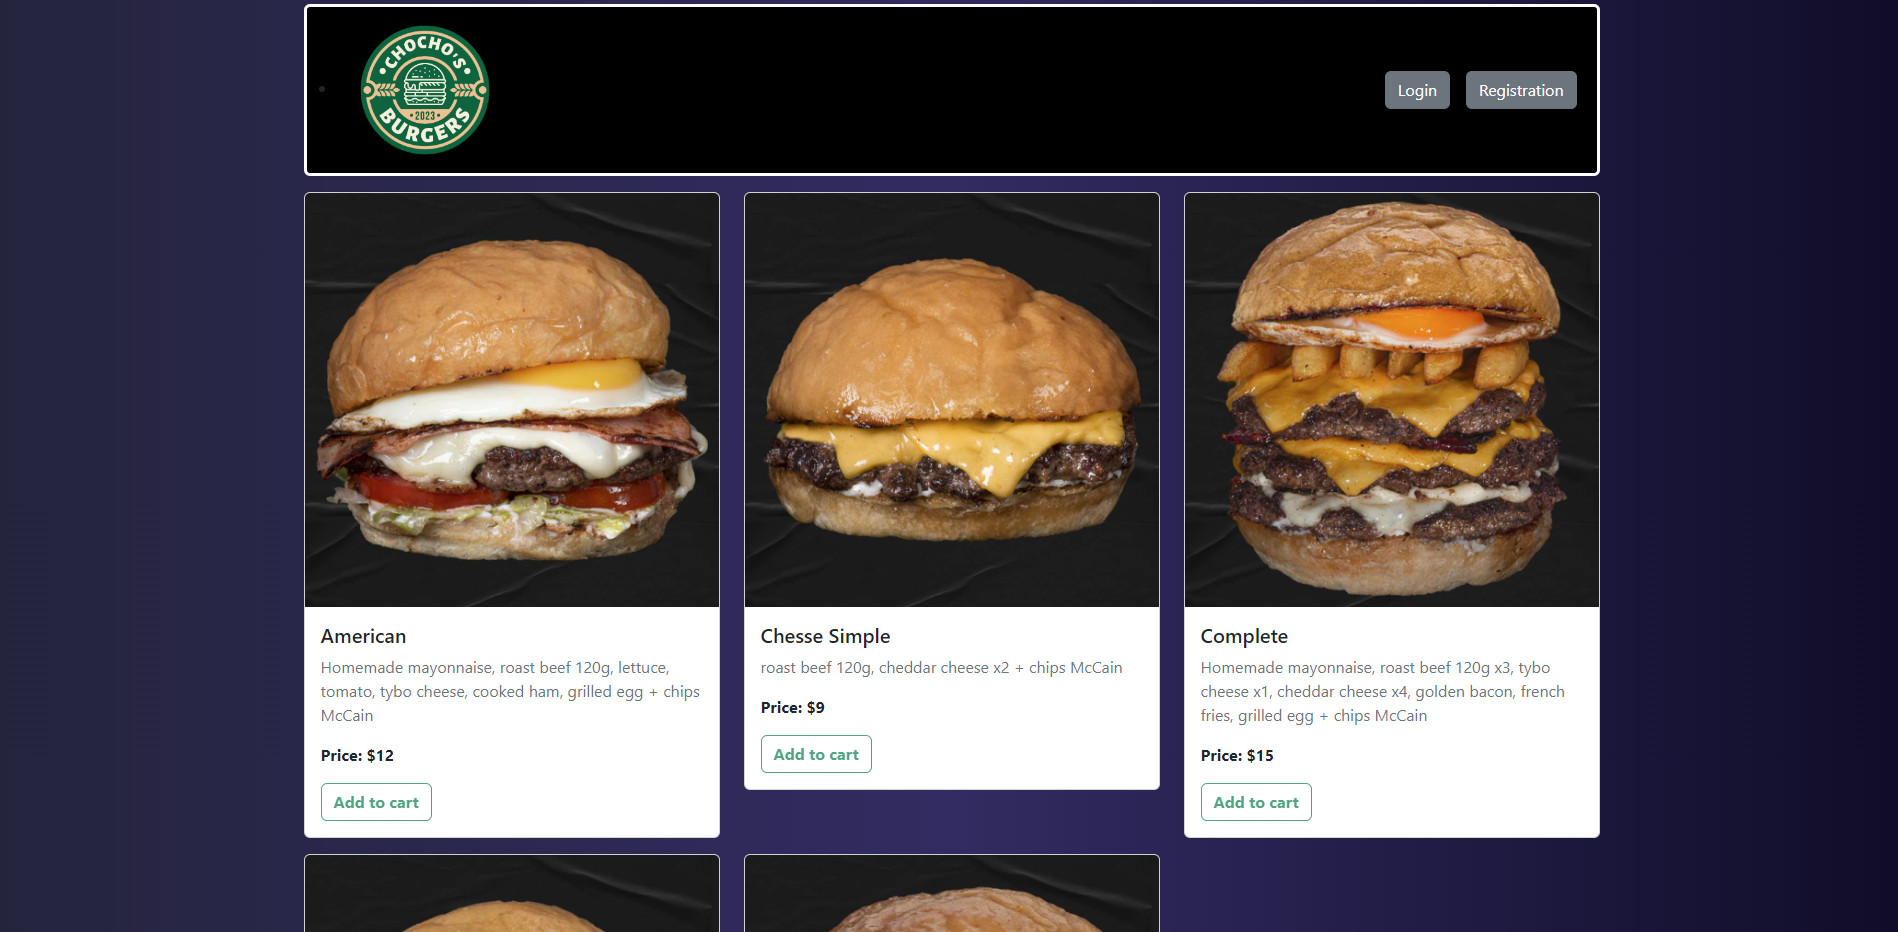 CHOCHO'S
•2023•
BURGERS
Login
Registration
American
Homemade mayonnaise, roast beef 120g, lettuce,
tomato, tybo cheese, cooked ham, grilled egg + chips
McCain
Price: $12
Add to cart
Chesse Simple
roast beef 120g, cheddar cheese x2 + chips McCain
Price: $9
Add to cart
Complete
Homemade mayonnaise, roast beef 120g x3, tybo
cheese x1, cheddar cheese x4, golden bacon, french
fries, grilled egg + chips McCain
Price: $15
Add to cart